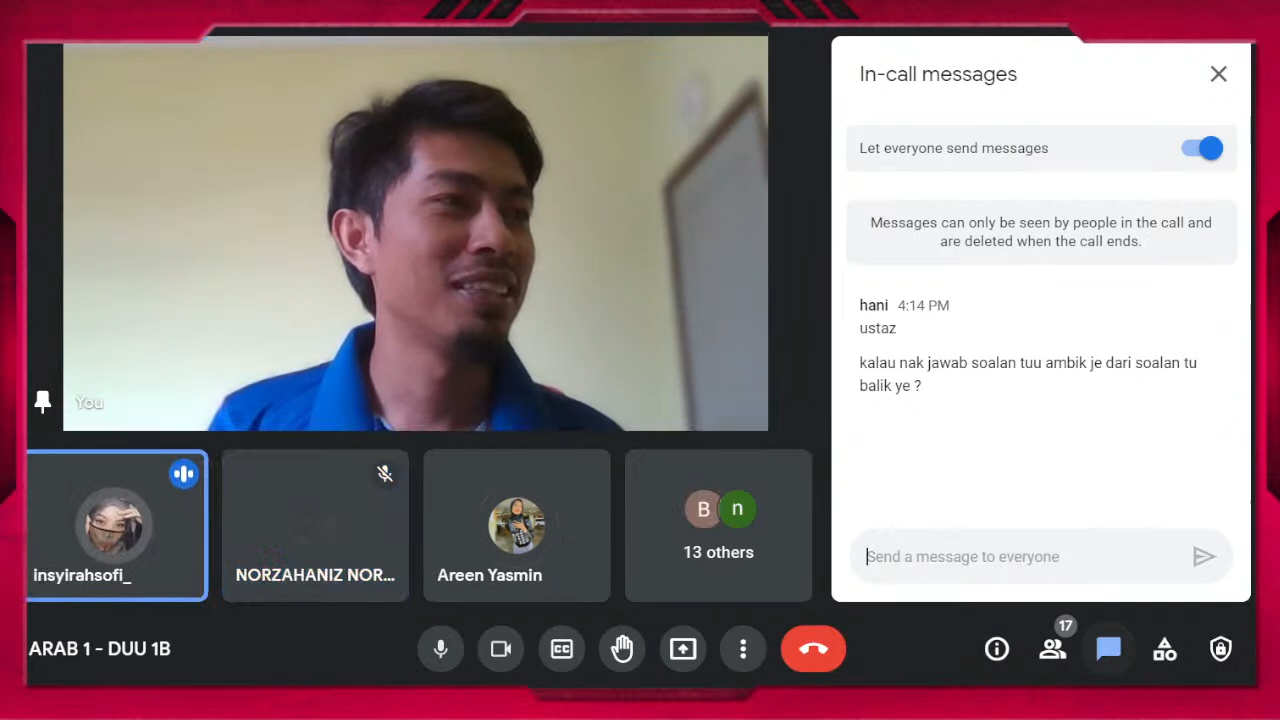 In-call messages
Let everyone send messages
Messages can only be seen by people in the call and
are deleted when the call ends.
hani 4:14 PM
ustaz
kalau nak jawab soalan tuu ambik je dari soalan tu
balik ye ?
Send a message to everyone
You
insyirahsofi_
NORZAHANIZ NOR...
Areen Yasmin
B n
13 others
ARAB 1 - DUU 1B
CC
17